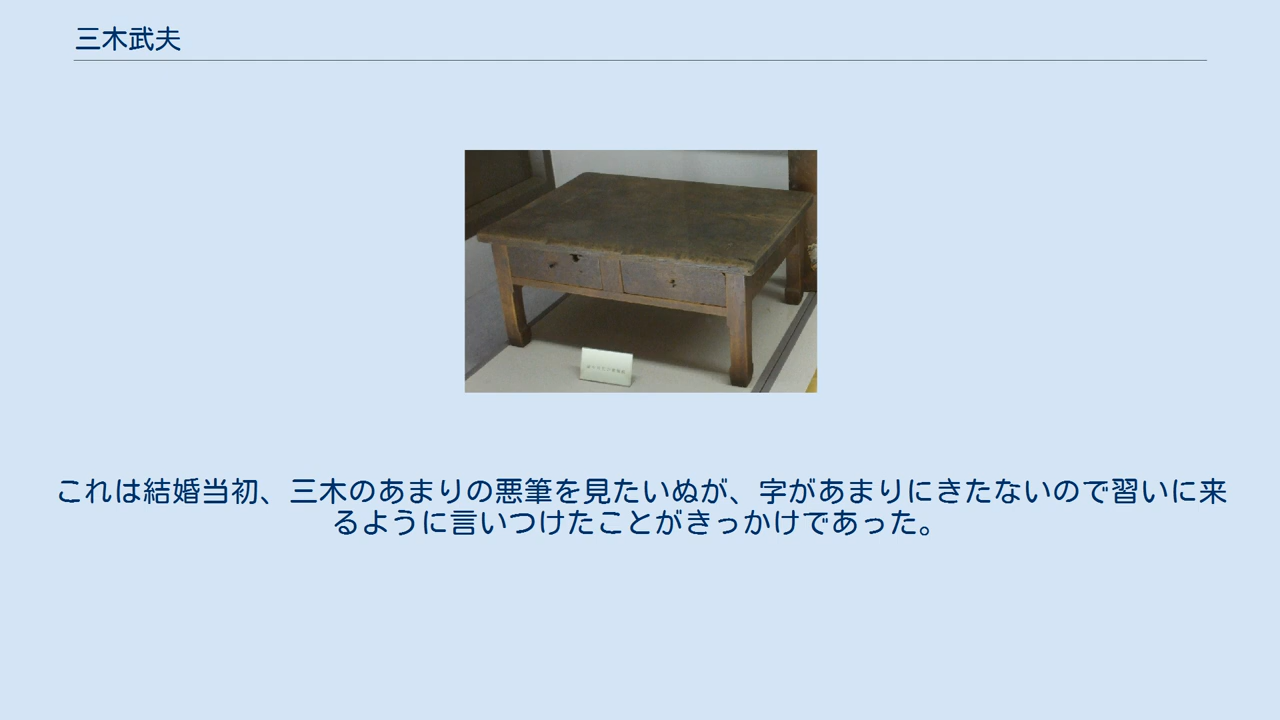 三木武夫
これは結婚当初、三木のあまりの悪筆を見たいぬが、字があまりにきたないので習いに来
るように言いつけたことがきっかけであった。